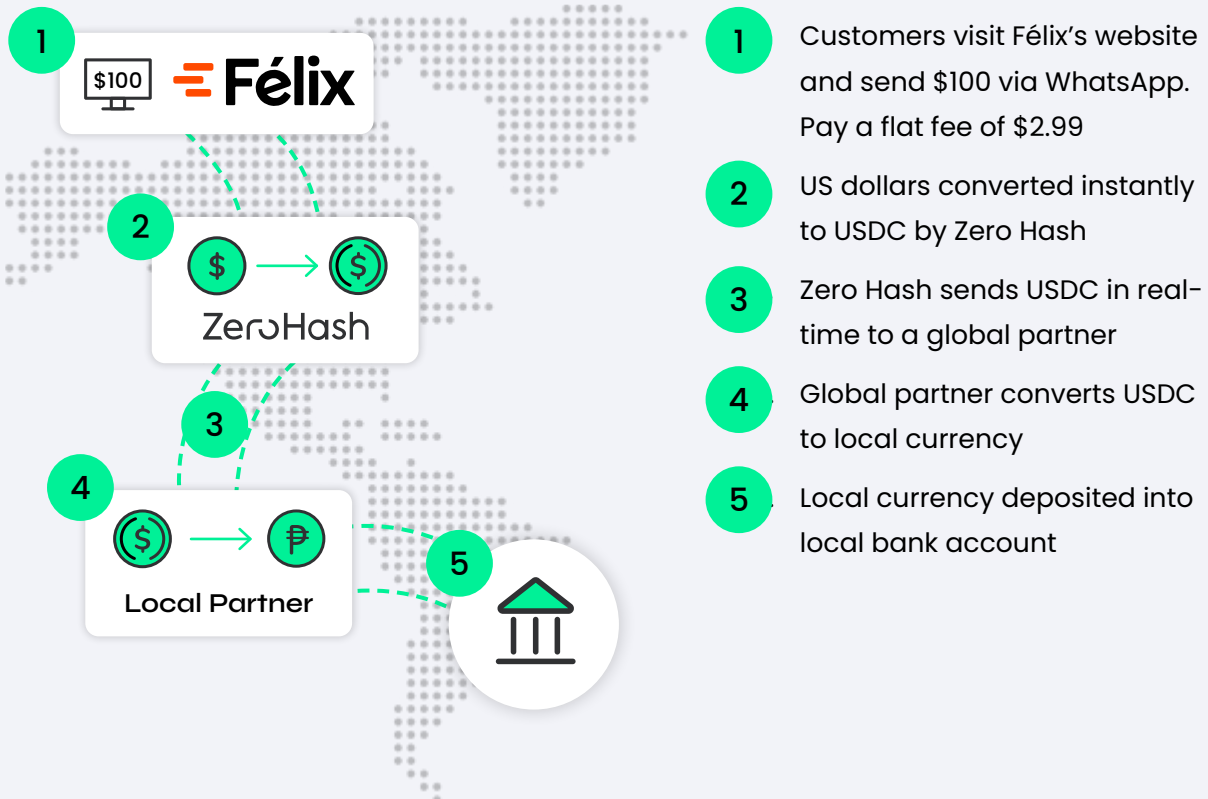 1
$100
Félix
2
$
$
ZeroHash
3
4
$
₱
Local Partner
5
1
Customers visit Félix’s website
and send $100 via WhatsApp.
Pay a flat fee of $2.99
2
US dollars converted instantly
to USDC by Zero Hash
3
Zero Hash sends USDC in real-
time to a global partner
4
Global partner converts USDC
to local currency
5
Local currency deposited into
local bank account